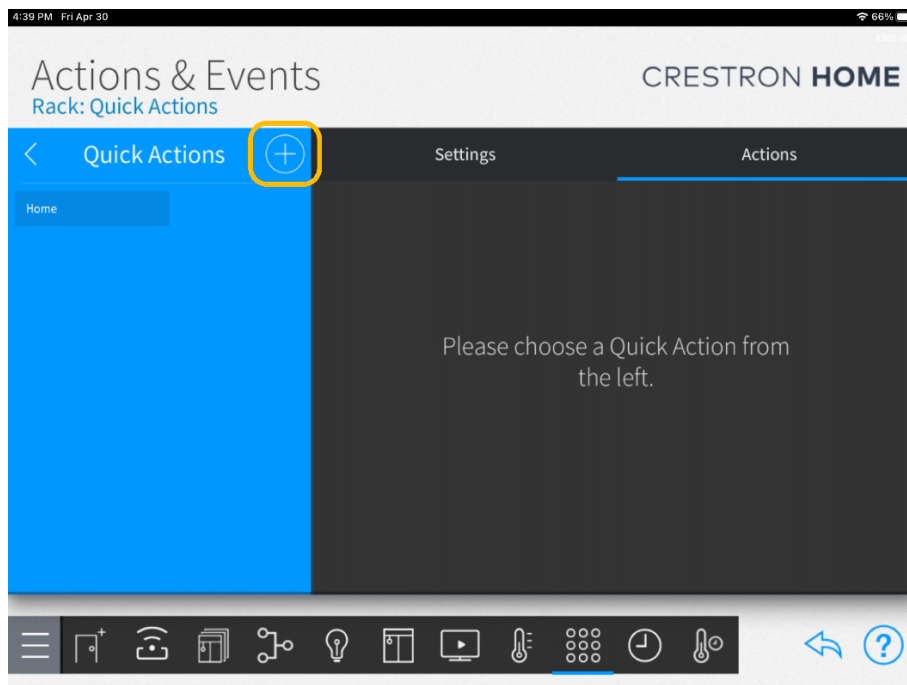 4:39 PM Fri Apr 30
66%
Actions & Events
CRESTRON HOME
Rack: Quick Actions
Quick Actions
Settings
Actions
Home
Please choose a Quick Action from
the left.
?